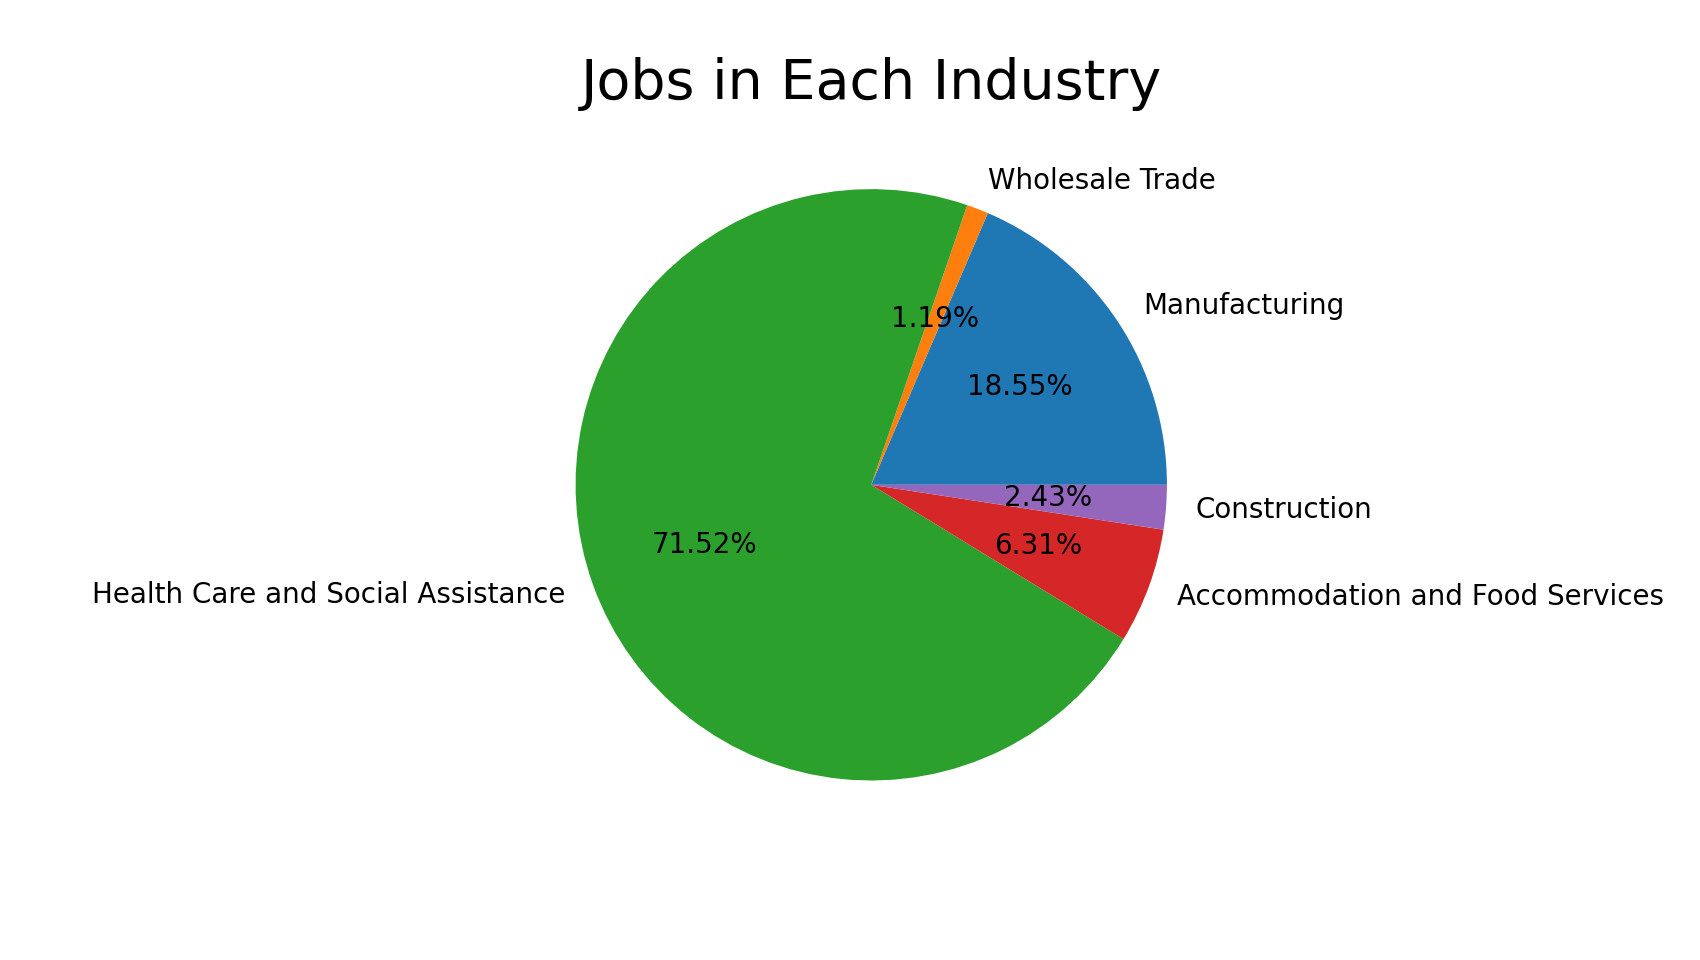 Jobs in Each Industry
Wholesale Trade
Manufacturing
1.19%
18.55%
2.43%
Construction
71.52%
6.31%
Health Care and Social Assistance
Accommodation and Food Services